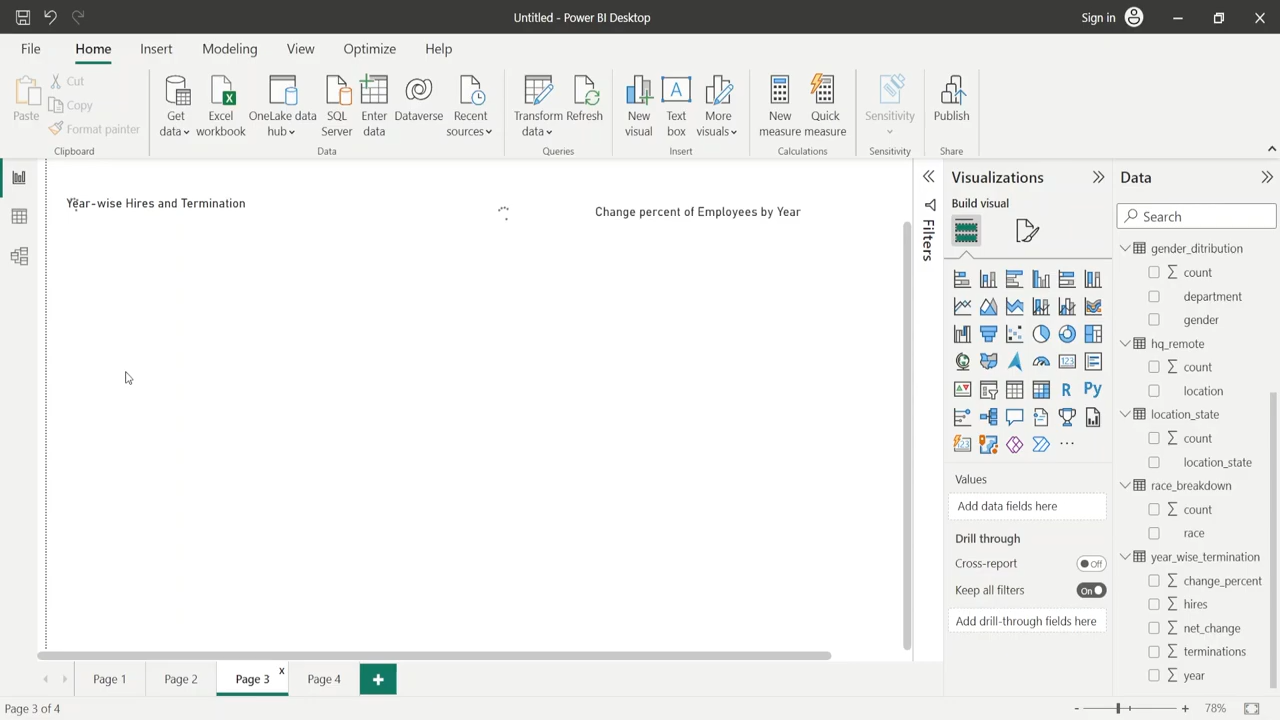 Untitled - Power BI Desktop
Sign in
File
Home
Insert
Modeling
View
Optimize
Help
Paste
Cut
Copy
Format painter
Clipboard
Get data
Excel workbook
OneLake data hub
SQL Server
Enter data
Dataverse
Recent sources
Data
Transform data
Refresh
Queries
New visual
Text box
More visuals
Insert
New measure
Quick measure
Calculations
Sensitivity
Sensitivity
Publish
Share
Year-wise Hires and Termination
Change percent of Employees by Year
Filters
Visualizations
Build visual
R
Py
123
Values
Add data fields here
Drill through
Cross-report
Off
Keep all filters
On
Add drill-through fields here
Data
Search
gender_ditribution
count
department
gender
hq_remote
count
location
location_state
count
location_state
race_breakdown
count
race
year_wise_termination
change_percent
hires
net_change
terminations
year
Page 1
Page 2
Page 3
x
Page 4
+
Page 3 of 4
-
+
78%